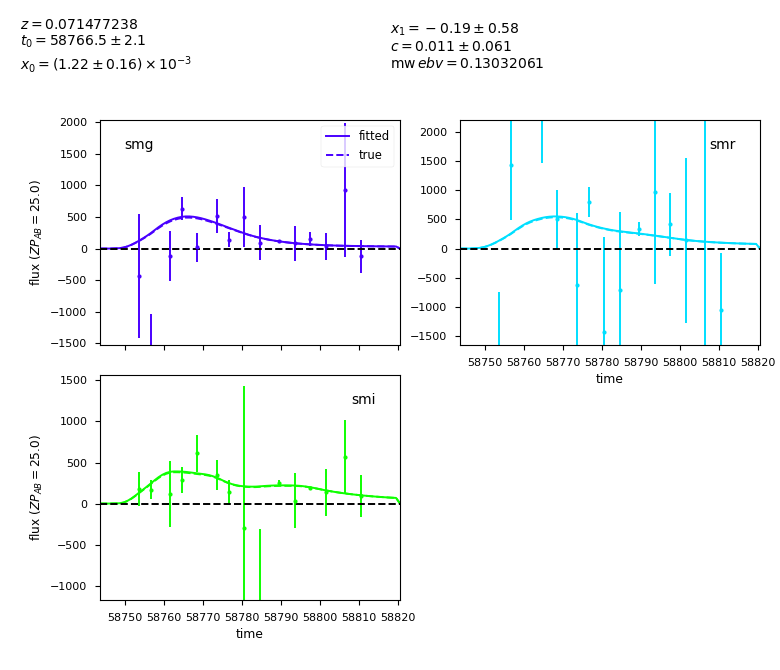 z = 0.071477238
t₀ = 58766.5 ± 2.1
x₀ = (1.22 ± 0.16) × 10⁻³
x₁ = −0.19 ± 0.58
c = 0.011 ± 0.061
mw ebv = 0.13032061
smg
fitted
true
2000
1500
1000
500
0
−500
−1000
−1500
flux (ZP_AB = 25.0)
smr
2000
1500
1000
500
0
−500
−1000
−1500
58750 58760 58770 58780 58790 58800 58810 58820
time
smi
1500
1000
500
0
−500
−1000
flux (ZP_AB = 25.0)
58750 58760 58770 58780 58790 58800 58810 58820
time